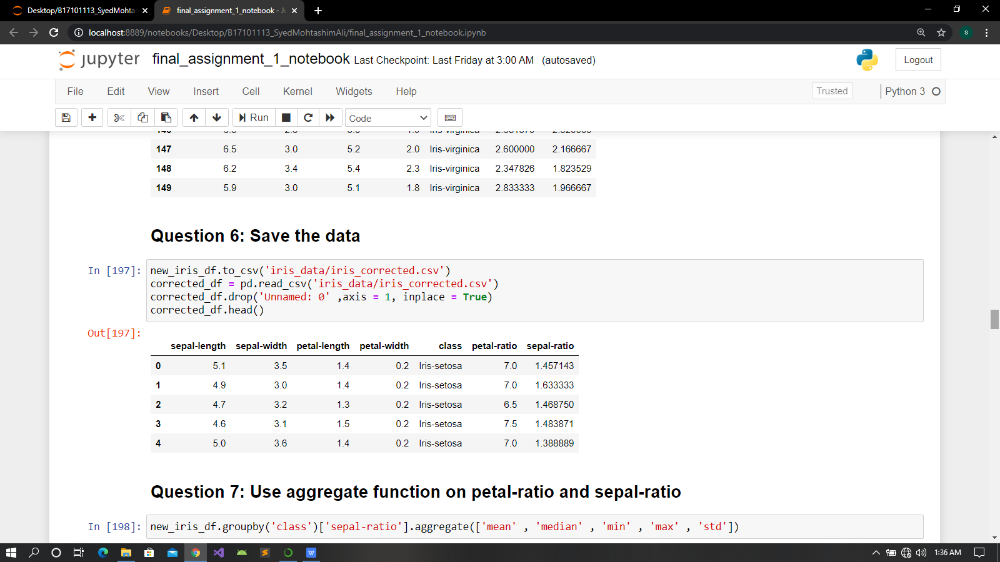 Desktop/B17101113_SyedMohta
final_assignment_1_notebook - Ju
localhost:8889/notebooks/Desktop/B17101113_SyedMohtashimAli/final_assignment_1_notebook.ipynb
S
jupyter final_assignment_1_notebook Last Checkpoint: Last Friday at 3:00 AM (autosaved)
Logout
File Edit View Insert Cell Kernel Widgets Help
Trusted
Python 3
Run
Code
147 6.5 3.0 5.2 2.0 Iris-virginica 2.600000 2.166667
148 6.2 3.4 5.4 2.3 Iris-virginica 2.347826 1.823529
149 5.9 3.0 5.1 1.8 Iris-virginica 2.833333 1.966667
Question 6: Save the data
In [197]:
new_iris_df.to_csv('iris_data/iris_corrected.csv')
corrected_df = pd.read_csv('iris_data/iris_corrected.csv')
corrected_df.drop('Unnamed: 0' ,axis = 1, inplace = True)
corrected_df.head()
Out[197]:
sepal-length sepal-width petal-length petal-width class petal-ratio sepal-ratio
0 5.1 3.5 1.4 0.2 Iris-setosa 7.0 1.457143
1 4.9 3.0 1.4 0.2 Iris-setosa 7.0 1.633333
2 4.7 3.2 1.3 0.2 Iris-setosa 6.5 1.468750
3 4.6 3.1 1.5 0.2 Iris-setosa 7.5 1.483871
4 5.0 3.6 1.4 0.2 Iris-setosa 7.0 1.388889
Question 7: Use aggregate function on petal-ratio and sepal-ratio
In [198]:
new_iris_df.groupby('class')['sepal-ratio'].aggregate(['mean' , 'median' , 'min' , 'max' , 'std'])
1:36 AM